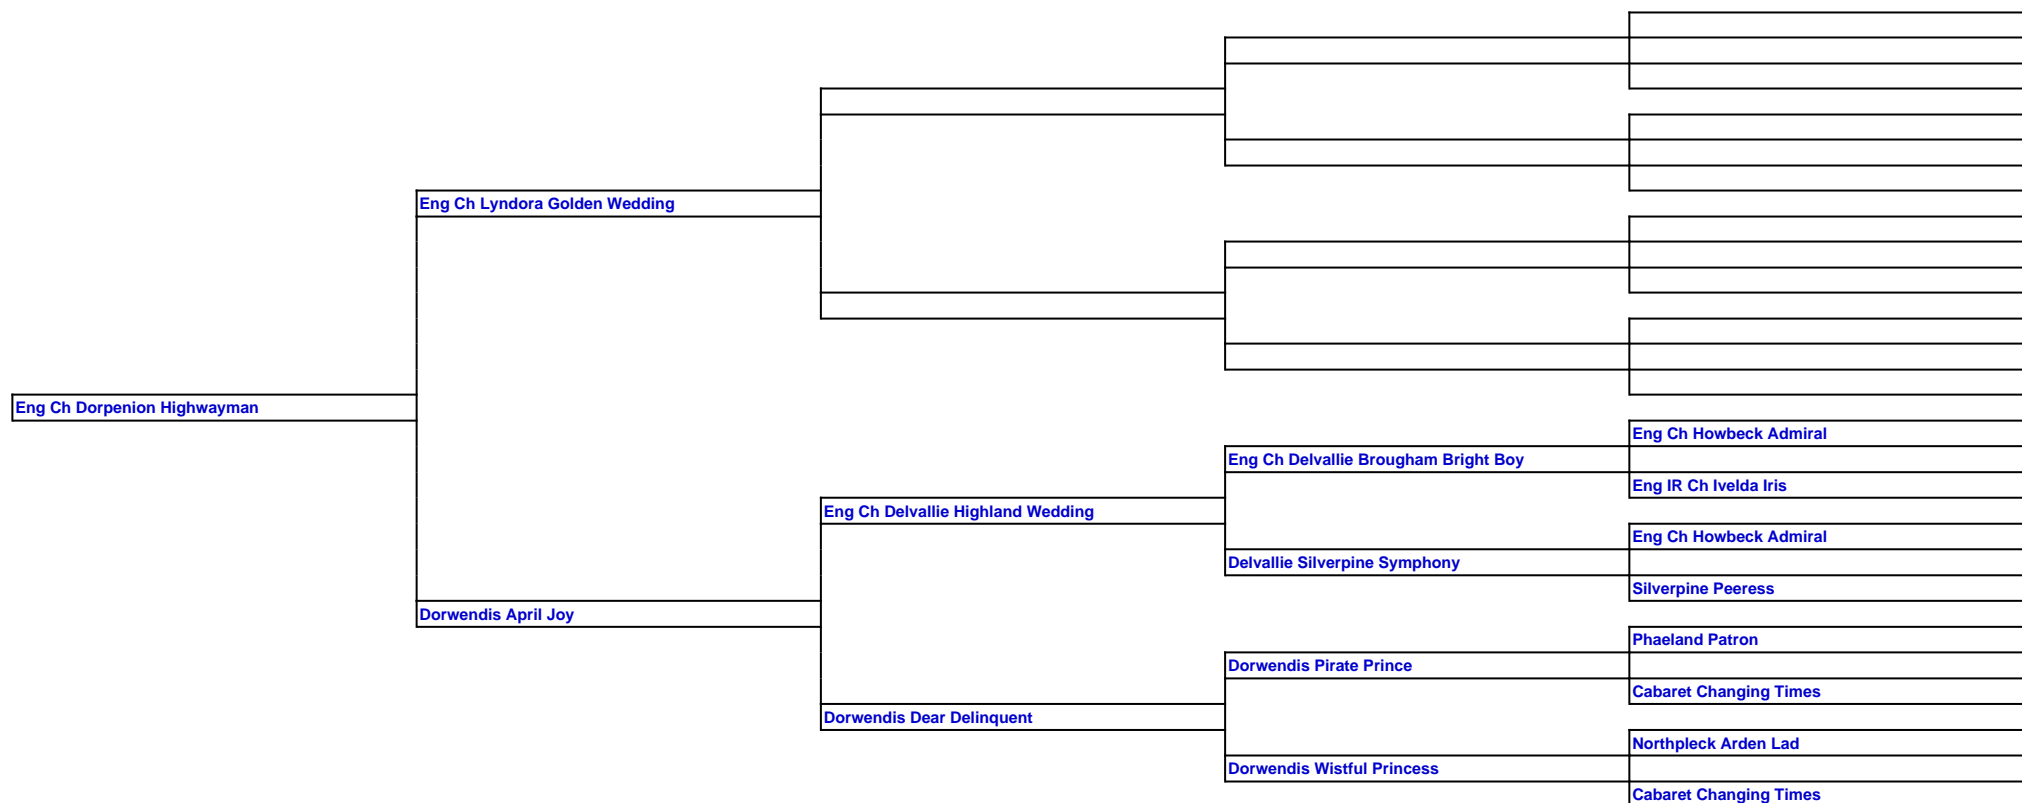 Eng Ch Lyndora Golden Wedding
Eng Ch Dorpenion Highwayman
Eng Ch Howbeck Admiral
Eng Ch Delvallie Brougham Bright Boy
Eng IR Ch Ivelda Iris
Eng Ch Delvallie Highland Wedding
Eng Ch Howbeck Admiral
Delvallie Silverpine Symphony
Silverpine Peeress
Dorwendis April Joy
Phaeland Patron
Dorwendis Pirate Prince
Cabaret Changing Times
Dorwendis Dear Delinquent
Northpleck Arden Lad
Dorwendis Wistful Princess
Cabaret Changing Times